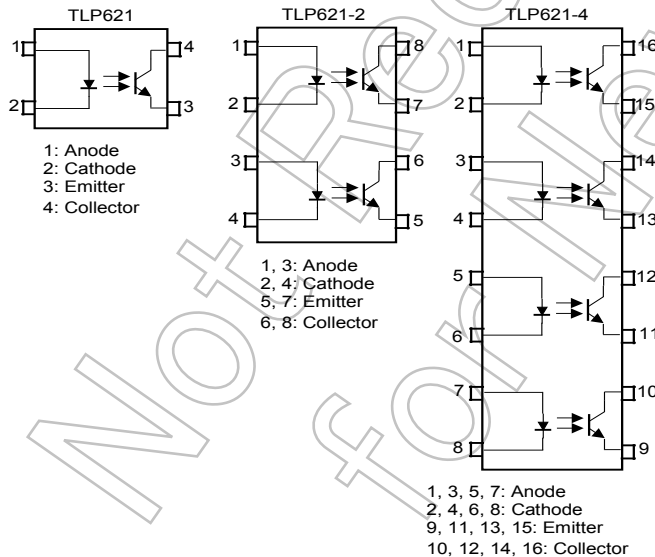 TLP621
1
4
2
3
1: Anode
2: Cathode
3: Emitter
4: Collector
TLP621-2
1
8
2
7
3
6
4
5
1, 3: Anode
2, 4: Cathode
5, 7: Emitter
6, 8: Collector
TLP621-4
1
16
2
15
3
14
4
13
5
12
6
11
7
10
8
9
1, 3, 5, 7: Anode
2, 4, 6, 8: Cathode
9, 11, 13, 15: Emitter
10, 12, 14, 16: Collector
Not
for